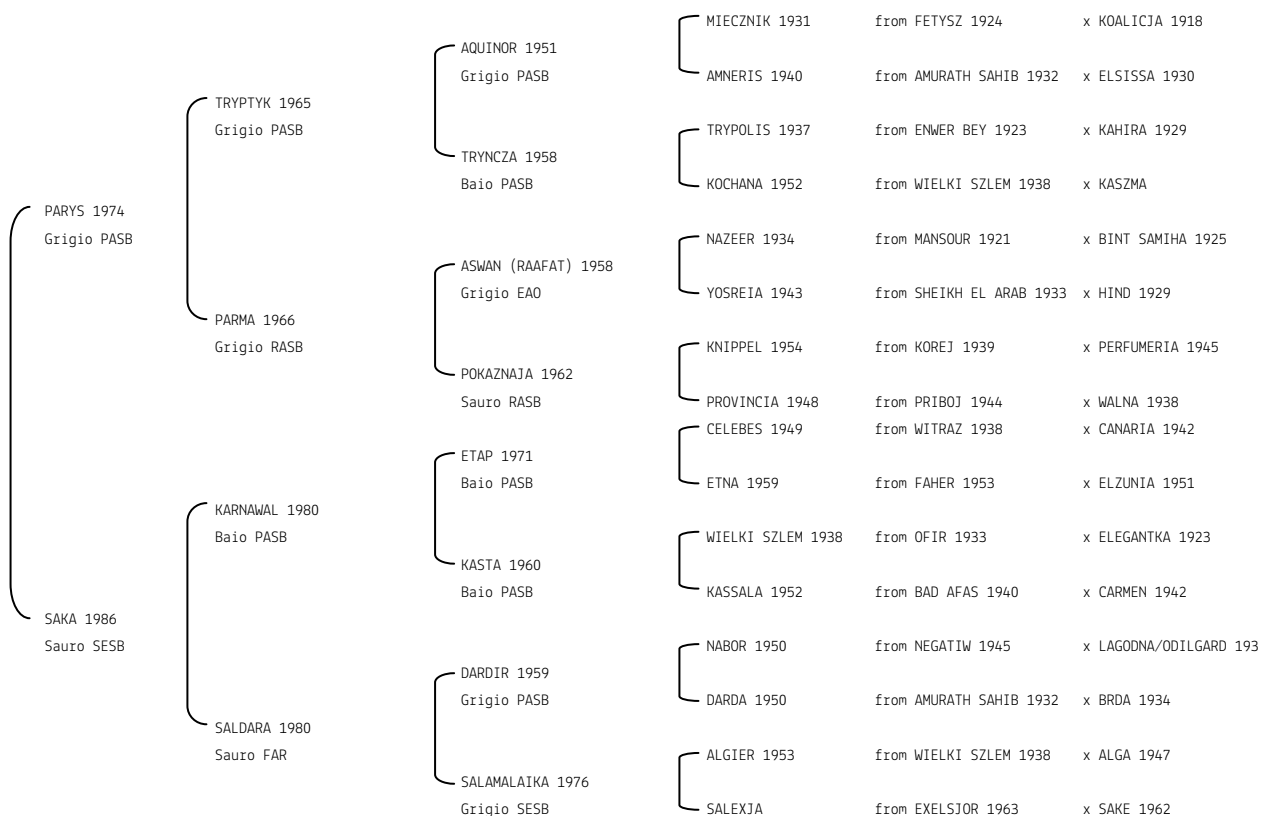 MIECZNIK 1931 from FETYSZ 1924 x KOALICJA 1918
AQUINOR 1951
Grigio PASB
AMNERIS 1940 from AMURATH SAHIB 1932 x ELSISSA 1930
TRYPTYK 1965
Grigio PASB
TRYPOLIS 1937 from ENWER BEY 1923 x KAHIRA 1929
TRYNCZA 1958
Baio PASB
KOCHANA 1952 from WIELKI SZLEM 1938 x KASZMA
PARYS 1974
Grigio PASB
NAZEER 1934 from MANSOUR 1921 x BINT SAMIHA 1925
ASWAN (RAAFAT) 1958
Grigio EAO
YOSREIA 1943 from SHEIKH EL ARAB 1933 x HIND 1929
PARMA 1966
Grigio RASB
KNIPPEL 1954 from KOREJ 1939 x PERFUMERIA 1945
POKAZNAJA 1962
Sauro RASB
PROVINCIA 1948 from PRIBOJ 1944 x WALNA 1938
CELEBES 1949 from WITRAZ 1938 x CANARIA 1942
ETAP 1971
Baio PASB
ETNA 1959 from FAHER 1953 x ELZUNIA 1951
KARNAWAL 1980
Baio PASB
WIELKI SZLEM 1938 from OFIR 1933 x ELEGANTKA 1923
KASTA 1960
Baio PASB
KASSALA 1952 from BAD AFAS 1940 x CARMEN 1942
SAKA 1986
Sauro SESB
NABOR 1950 from NEGATIW 1945 x LAGODNA/ODILGARD 193
DARDIR 1959
Grigio PASB
DARDA 1950 from AMURATH SAHIB 1932 x BRDA 1934
SALDARA 1980
Sauro FAR
ALGIER 1953 from WIELKI SZLEM 1938 x ALGA 1947
SALAMALAIKA 1976
Grigio SESB
SALEXJA from EXELSJOR 1963 x SAKE 1962